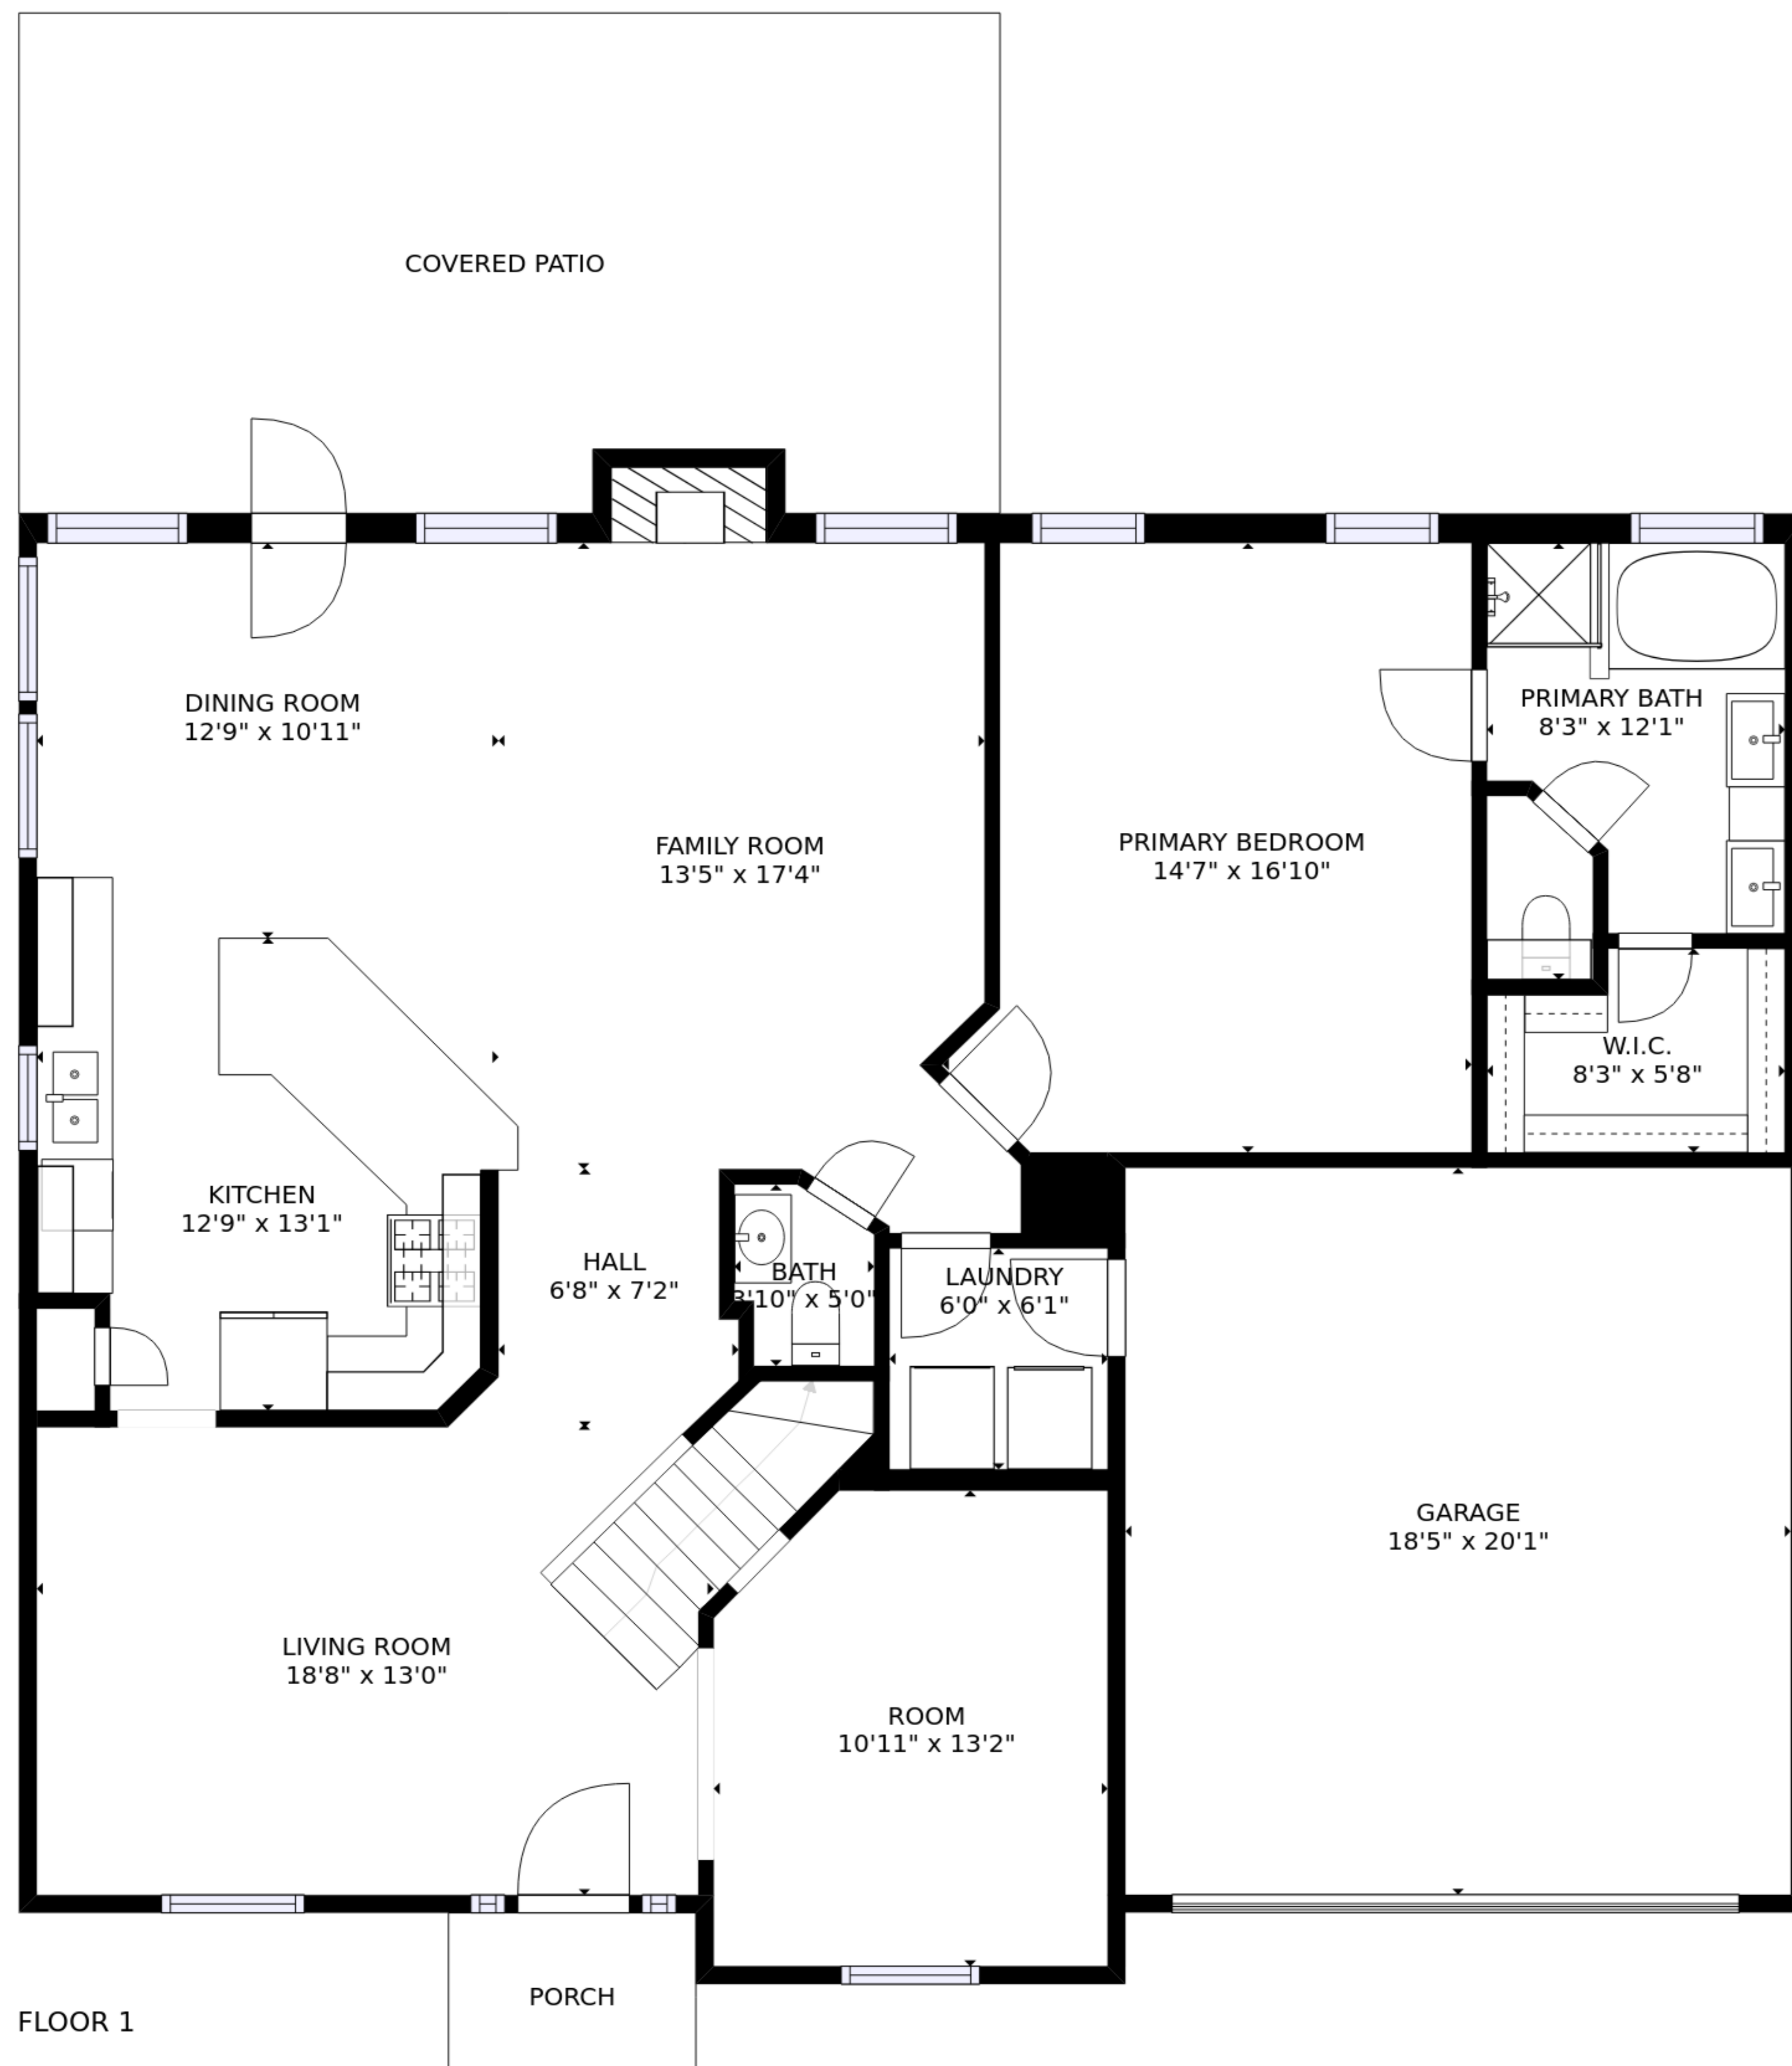 COVERED PATIO
DINING ROOM
12'9" x 10'11"
PRIMARY BATH
8'3" x 12'1"
FAMILY ROOM
13'5" x 17'4"
PRIMARY BEDROOM
14'7" x 16'10"
W.I.C.
8'3" x 5'8"
KITCHEN
12'9" x 13'1"
HALL
6'8" x 7'2"
BATH
3'10" x 5'0"
LAUNDRY
6'0" x 6'1"
GARAGE
18'5" x 20'1"
LIVING ROOM
18'8" x 13'0"
ROOM
10'11" x 13'2"
PORCH
FLOOR 1